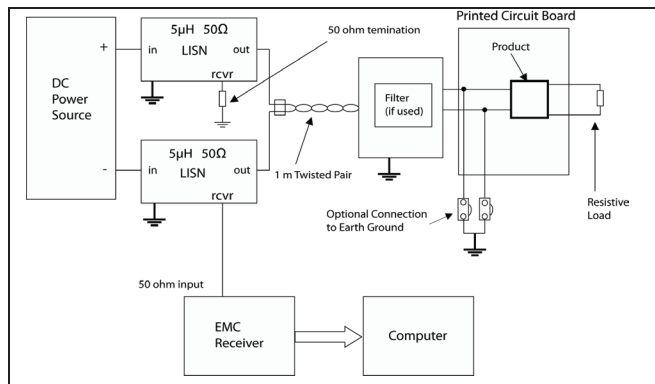 Printed Circuit Board
5μH 50Ω
LISN
in
out
rcvr
50 ohm temination
Product
+
DC
Power
Source
-
Filter
(if used)
5μH 50Ω
LISN
in
out
rcvr
1 m Twisted Pair
Optional Connection
to Earth Ground
Resistive
Load
50 ohm input
EMC
Receiver
Computer